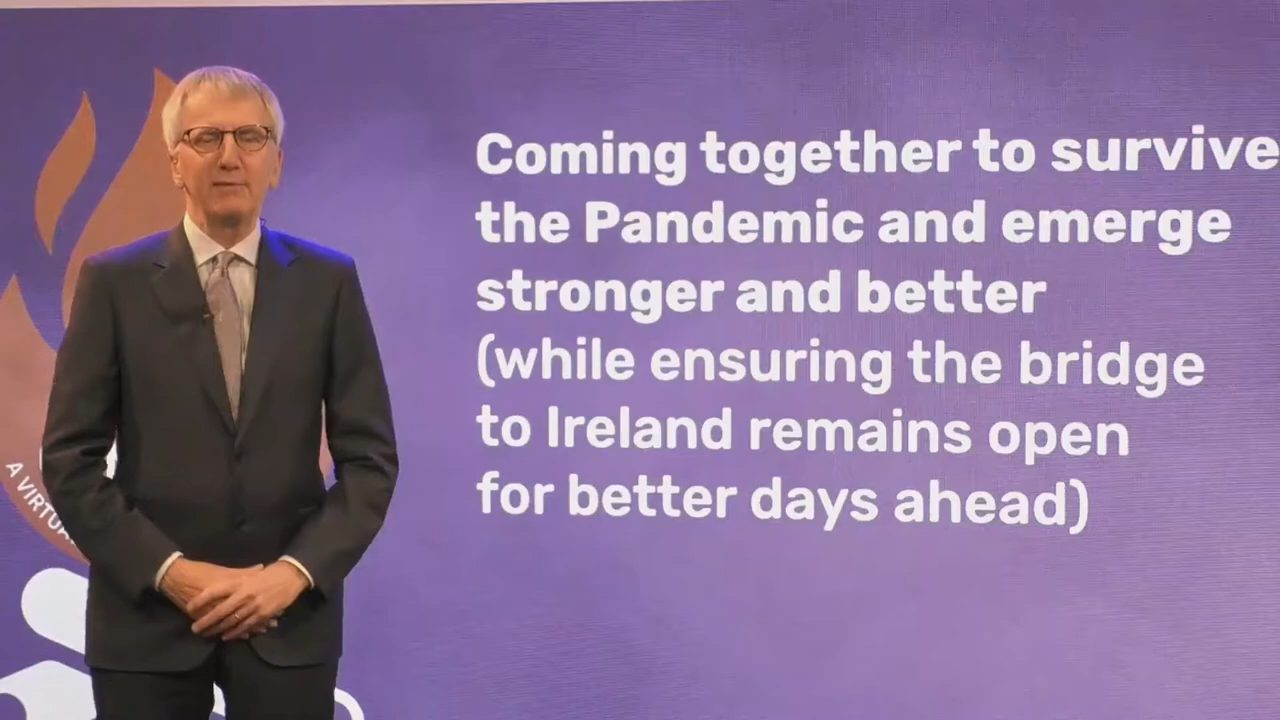 Coming together to survive
the Pandemic and emerge
stronger and better
(while ensuring the bridge
to Ireland remains open
for better days ahead)
A VIRTUA